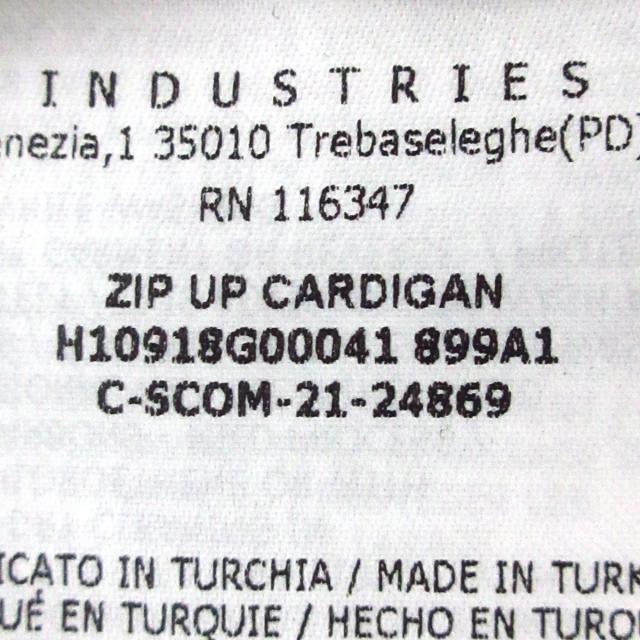 INDUSTRIES
enezia,1 35010 Trebaseleghe(PD)
RN 116347
ZIP UP CARDIGAN
H10918G00041 899A1
C-SCOM-21-24869
ICATO IN TURCHIA / MADE IN TURK
UÉ EN TURQUIE / HECHO EN TURQ